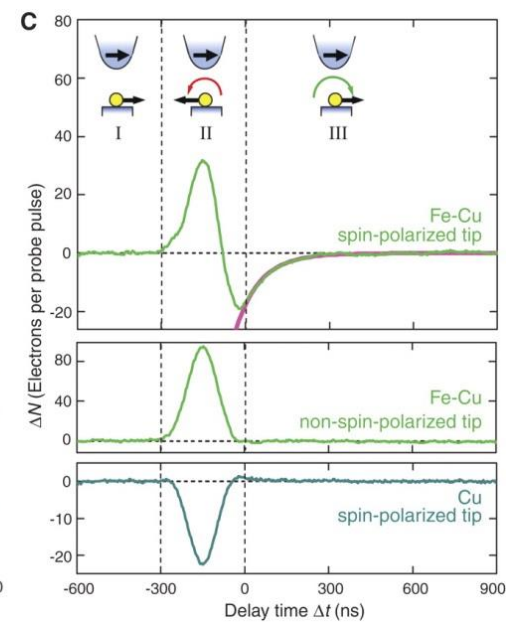 C
80
60
40
20
0
-20
I
II
III
Fe-Cu
spin-polarized tip
ΔN (Electrons per probe pulse)
80
40
0
Fe-Cu
non-spin-polarized tip
0
-10
-20
Cu
spin-polarized tip
-600
-300
0
300
600
900
Delay time Δt (ns)
0